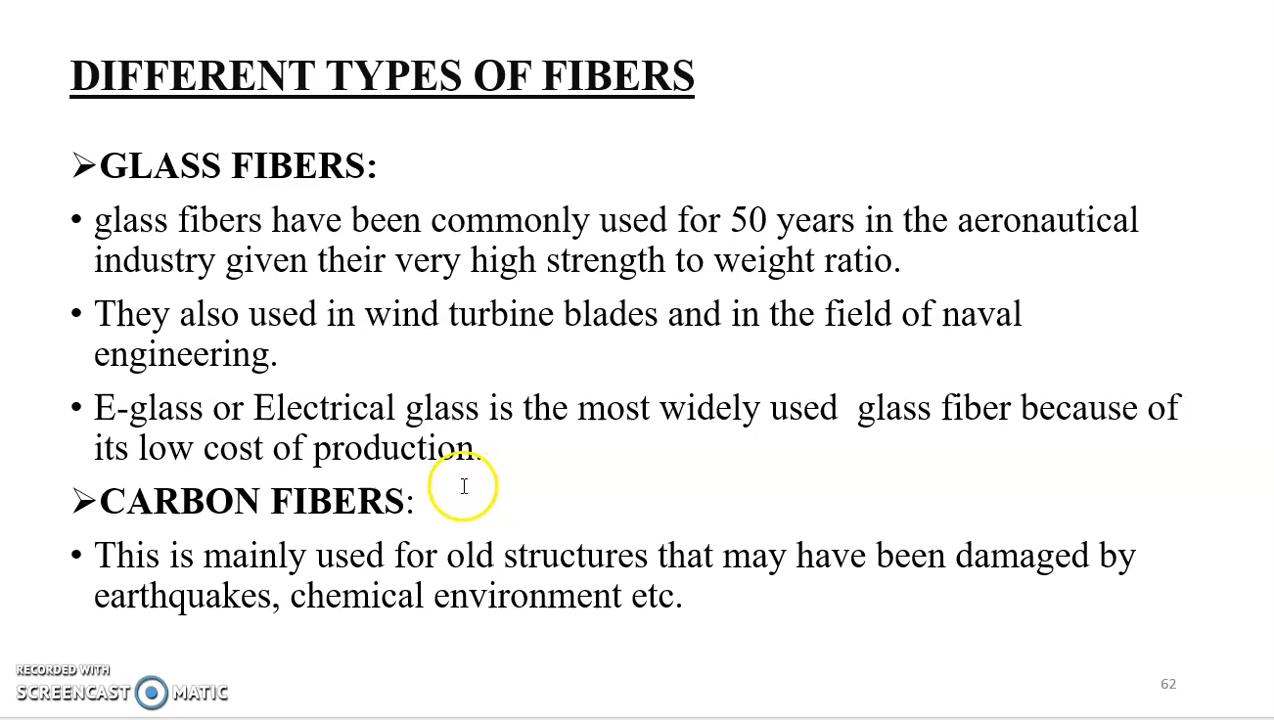 DIFFERENT TYPES OF FIBERS
➢GLASS FIBERS:
• glass fibers have been commonly used for 50 years in the aeronautical
industry given their very high strength to weight ratio.
• They also used in wind turbine blades and in the field of naval
engineering.
• E-glass or Electrical glass is the most widely used  glass fiber because of
its low cost of production.
➢CARBON FIBERS:
• This is mainly used for old structures that may have been damaged by
earthquakes, chemical environment etc.
RECORDED WITH
SCREENCAST MATIC
62